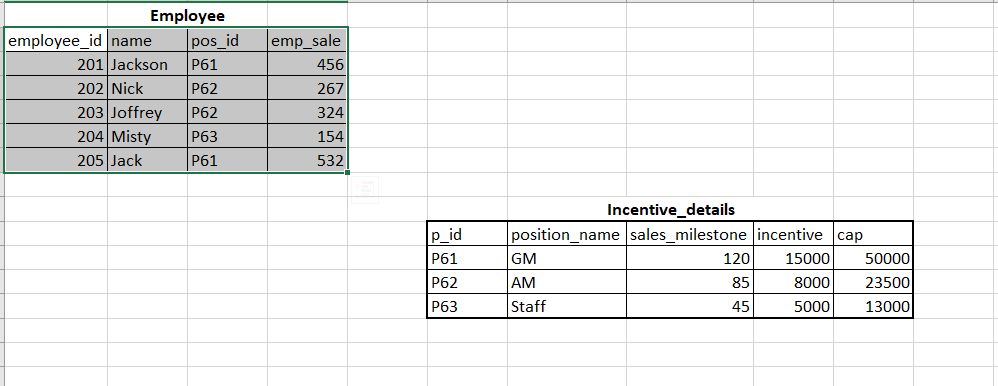 Employee
employee_id name pos_id emp_sale
201 Jackson P61 456
202 Nick P62 267
203 Joffrey P62 324
204 Misty P63 154
205 Jack P61 532
Incentive_details
p_id position_name sales_milestone incentive cap
P61 GM 120 15000 50000
P62 AM 85 8000 23500
P63 Staff 45 5000 13000